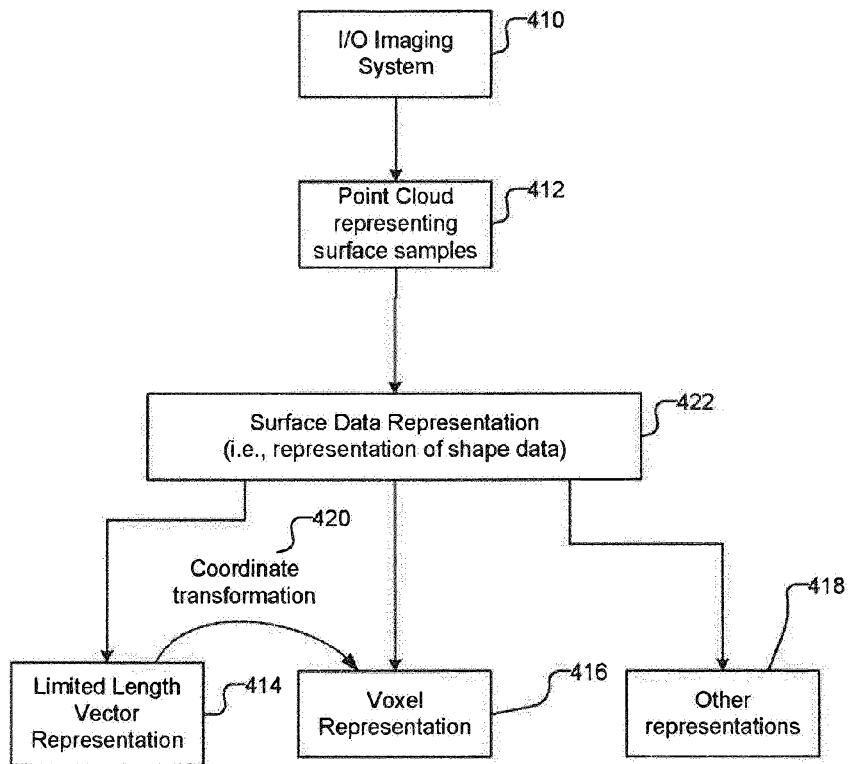 I/O Imaging
System
410
Point Cloud
representing
surface samples
412
Surface Data Representation
(i.e., representation of shape data)
422
420
Coordinate
transformation
418
Limited Length
Vector
Representation
414
Voxel
Representation
416
Other
representations